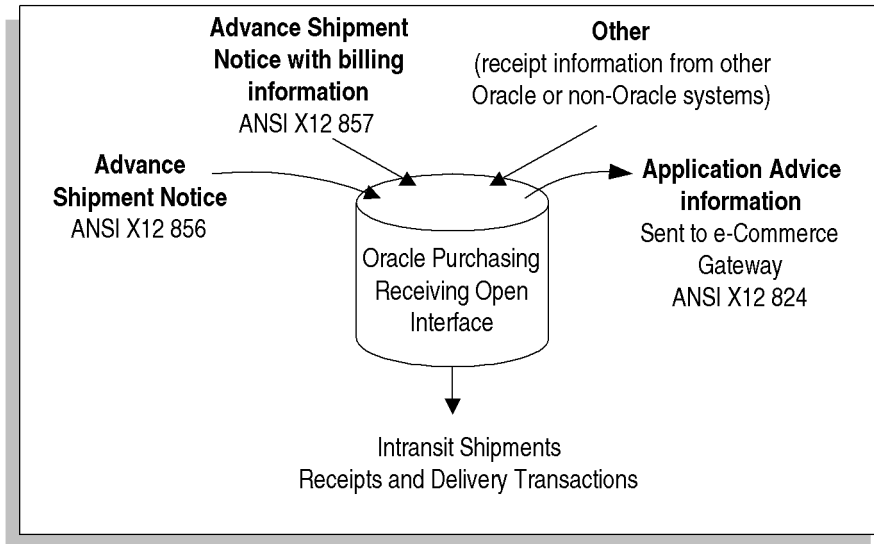 Advance Shipment
Notice with billing
information
ANSI X12 857
Other
(receipt information from other
Oracle or non-Oracle systems)
Advance
Shipment Notice
ANSI X12 856
Application Advice
information
Sent to e-Commerce
Gateway
ANSI X12 824
Oracle Purchasing
Receiving Open
Interface
Intransit Shipments
Receipts and Delivery Transactions